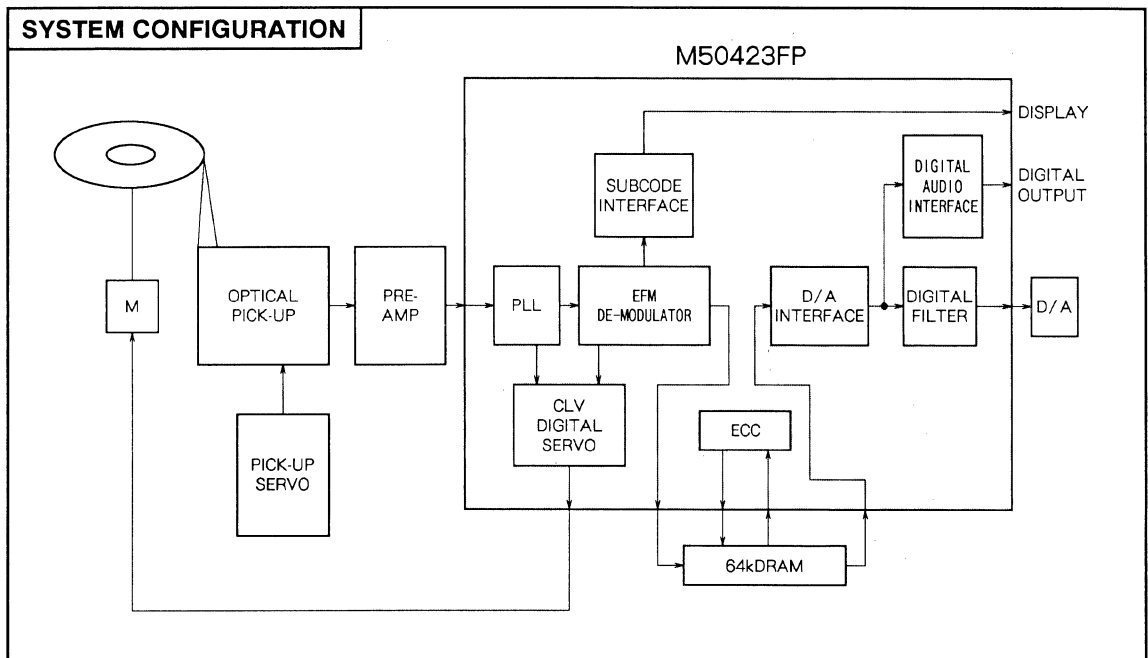 SYSTEM CONFIGURATION
M50423FP
DISPLAY
SUBCODE
INTERFACE
DIGITAL
AUDIO
INTERFACE
DIGITAL
OUTPUT
M
OPTICAL
PICK-UP
PRE-
AMP
PLL
EFM
DE-MODULATOR
D/A
INTERFACE
DIGITAL
FILTER
D/A
CLV
DIGITAL
SERVO
ECC
PICK-UP
SERVO
64kDRAM